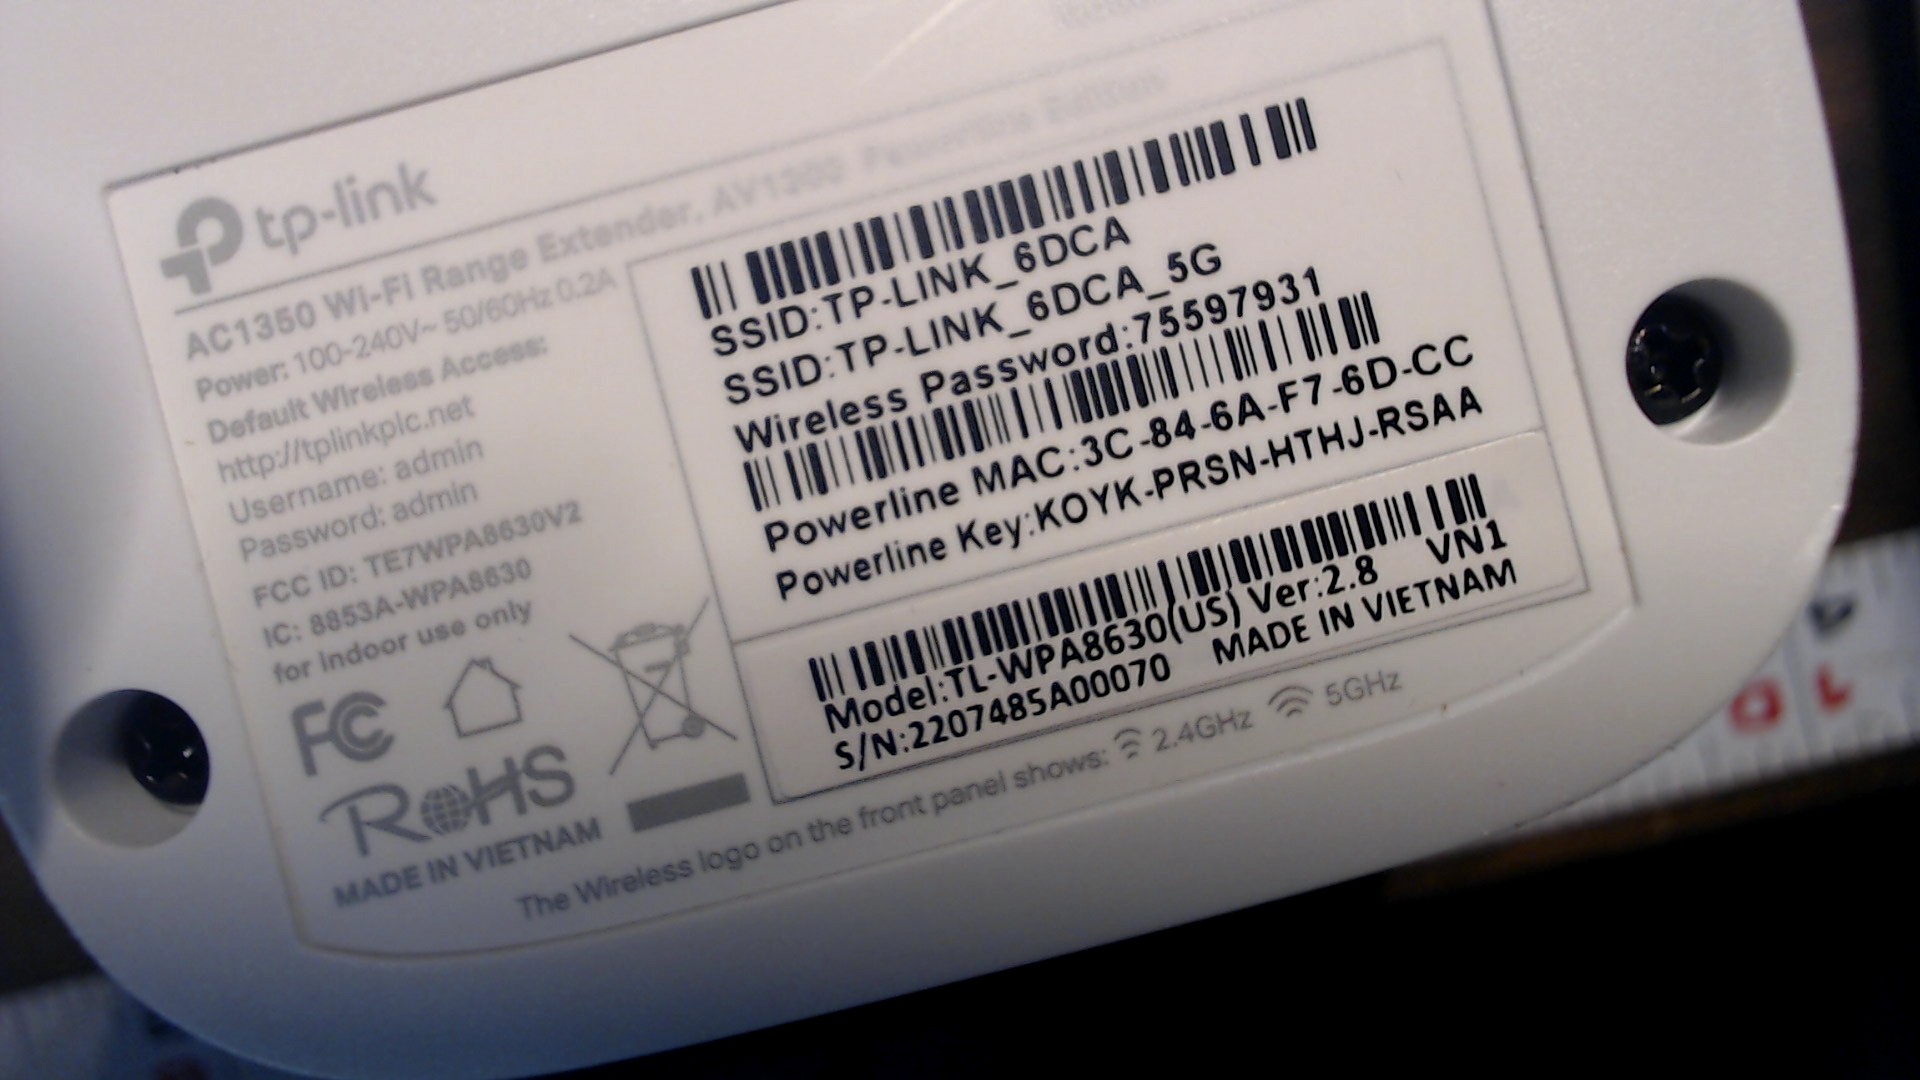 tp-link
AC1350 Wi-Fi Range Extender, AV1300 Powerline Edition
Power: 100-240V~ 50/60Hz 0.2A
Default Wireless Access:
http://tplinkplc.net
Username: admin
Password: admin
FCC ID: TE7WPA8630V2
IC: 8853A-WPA8630
for indoor use only
FC
RoHS
MADE IN VIETNAM
SSID:TP-LINK_6DCA
SSID:TP-LINK_6DCA_5G
Wireless Password:75597931
Powerline MAC:3C-84-6A-F7-6D-CC
Powerline Key:KOYK-PRSN-HTHJ-RSAA
Model:TL-WPA8630(US) Ver:2.8 VN1
S/N:2207485A00070 MADE IN VIETNAM
The Wireless logo on the front panel shows: 2.4GHz 5GHz